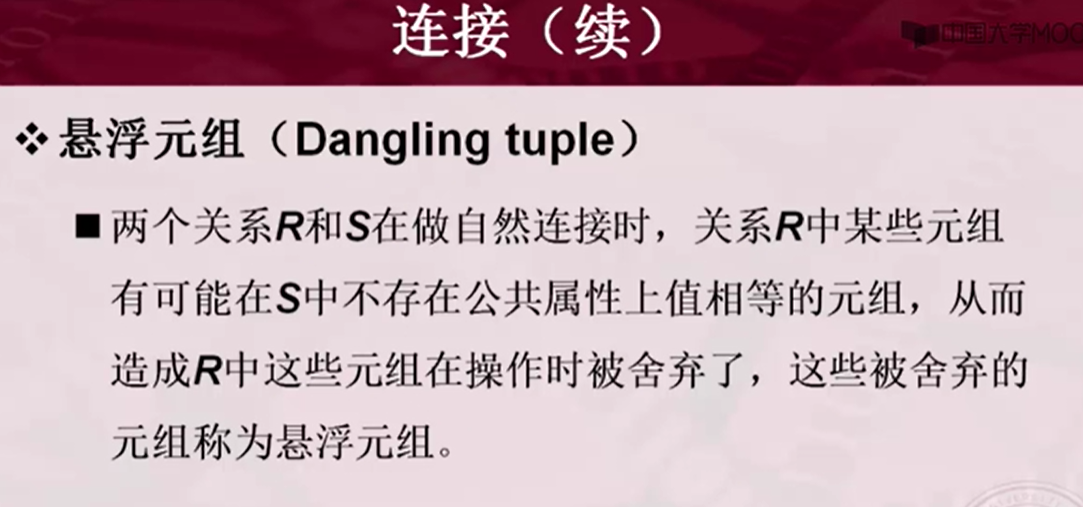 连接（续）
中国大学MOO
❖悬浮元组（Dangling tuple）
■两个关系R和S在做自然连接时，关系R中某些元组
有可能在S中不存在公共属性上值相等的元组，从而
造成R中这些元组在操作时被舍弃了，这些被舍弃的
元组称为悬浮元组。